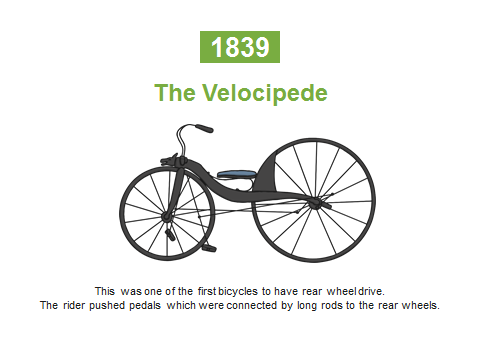 1839
The Velocipede
This was one of the first bicycles to have rear wheel drive.
The rider pushed pedals which were connected by long rods to the rear wheels.